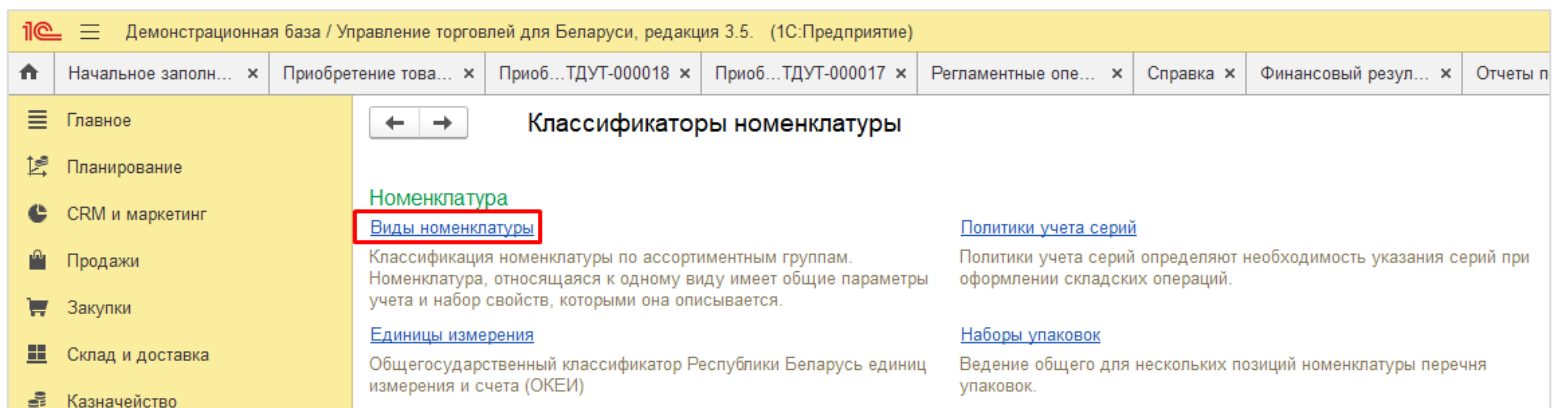 1С Демонстрационная база / Управление торговлей для Беларуси, редакция 3.5. (1С:Предприятие)
Начальное заполн... × Приобретение това... × Приоб...ТДУТ-000018 × Приоб...ТДУТ-000017 × Регламентные опе... × Справка × Финансовый резул... × Отчеты п
Главное
Планирование
CRM и маркетинг
Продажи
Закупки
Склад и доставка
Казначейство
Классификаторы номенклатуры
Номенклатура
Виды номенклатуры
Классификация номенклатуры по ассортиментным группам.
Номенклатура, относящаяся к одному виду имеет общие параметры
учета и набор свойств, которыми она описывается.
Единицы измерения
Общегосударственный классификатор Республики Беларусь единиц
измерения и счета (ОКЕИ)
Политики учета серий
Политики учета серий определяют необходимость указания серий при
оформлении складских операций.
Наборы упаковок
Ведение общего для нескольких позиций номенклатуры перечня
упаковок.